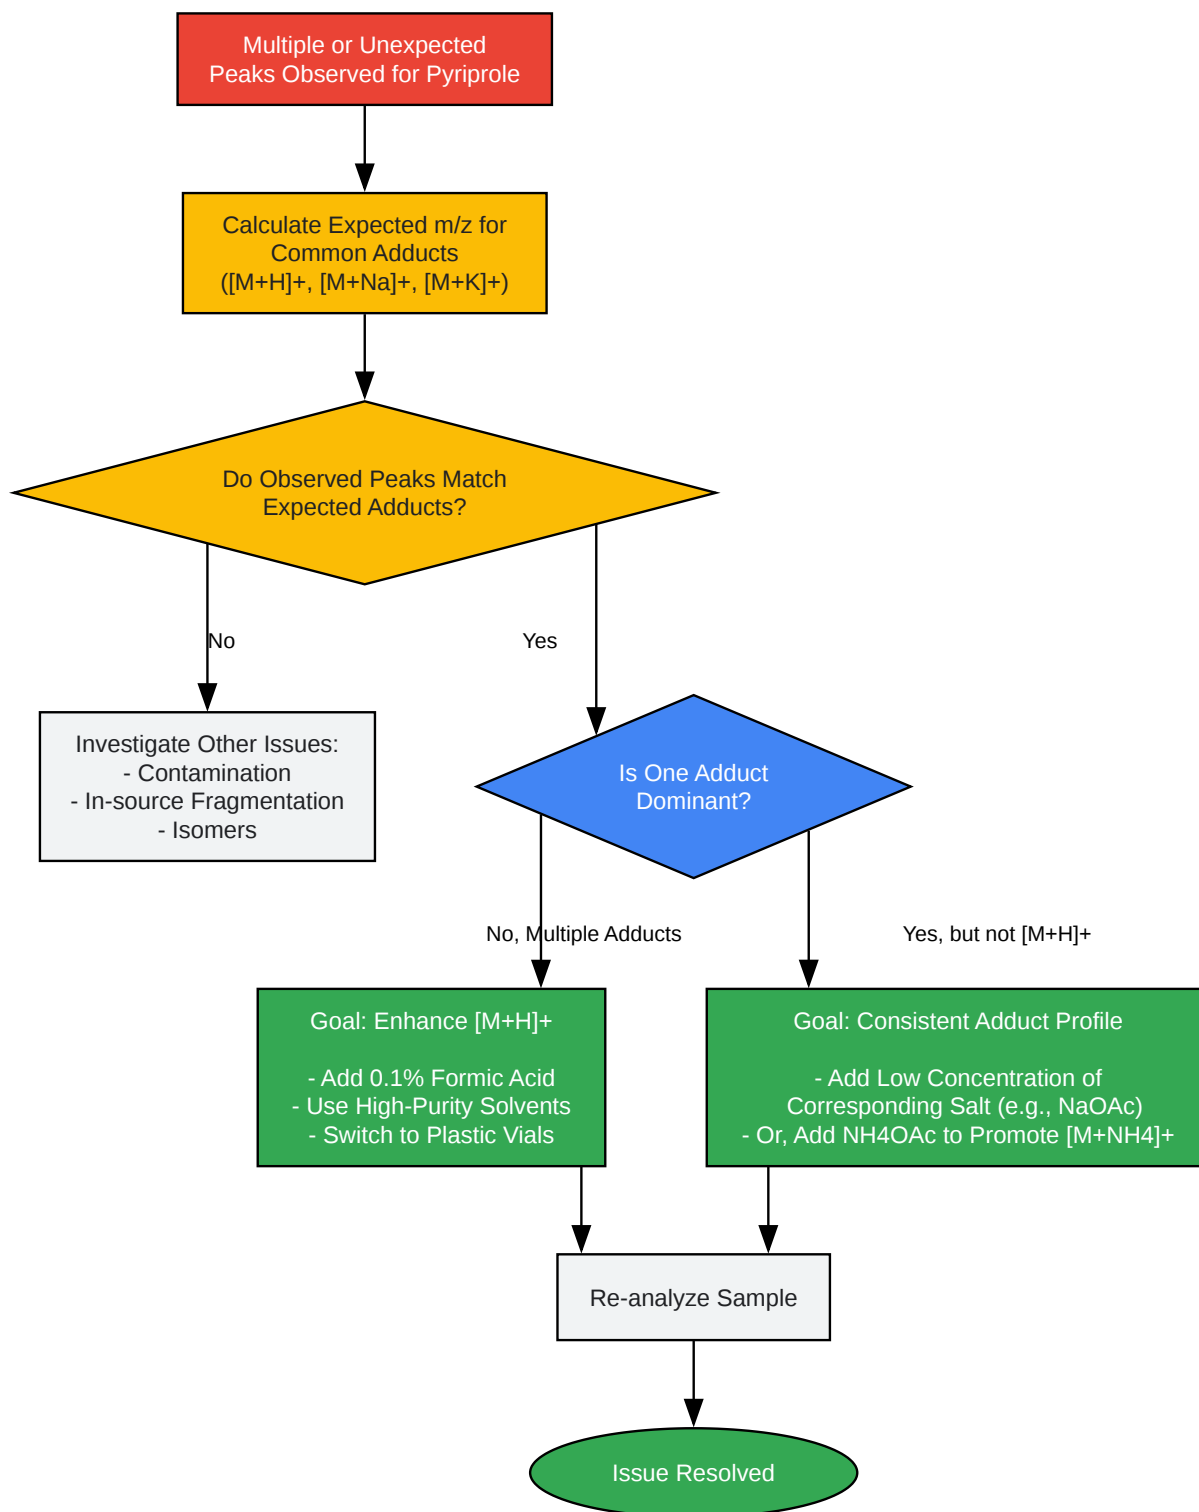 Multiple or Unexpected
Peaks Observed for Pyriprole
Calculate Expected m/z for
Common Adducts
([M+H]+, [M+Na]+, [M+K]+)
Do Observed Peaks Match
Expected Adducts?
No
Yes
Investigate Other Issues:
- Contamination
- In-source Fragmentation
- Isomers
Is One Adduct
Dominant?
No, Multiple Adducts
Yes, but not [M+H]+
Goal: Enhance [M+H]+
- Add 0.1% Formic Acid
- Use High-Purity Solvents
- Switch to Plastic Vials
Goal: Consistent Adduct Profile
- Add Low Concentration of
Corresponding Salt (e.g., NaOAc)
- Or, Add NH4OAc to Promote [M+NH4]+
Re-analyze Sample
Issue Resolved